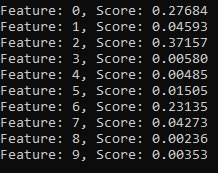 Feature: 0, Score: 0.27684
Feature: 1, Score: 0.04593
Feature: 2, Score: 0.37157
Feature: 3, Score: 0.00580
Feature: 4, Score: 0.00485
Feature: 5, Score: 0.01505
Feature: 6, Score: 0.23135
Feature: 7, Score: 0.04273
Feature: 8, Score: 0.00236
Feature: 9, Score: 0.00353